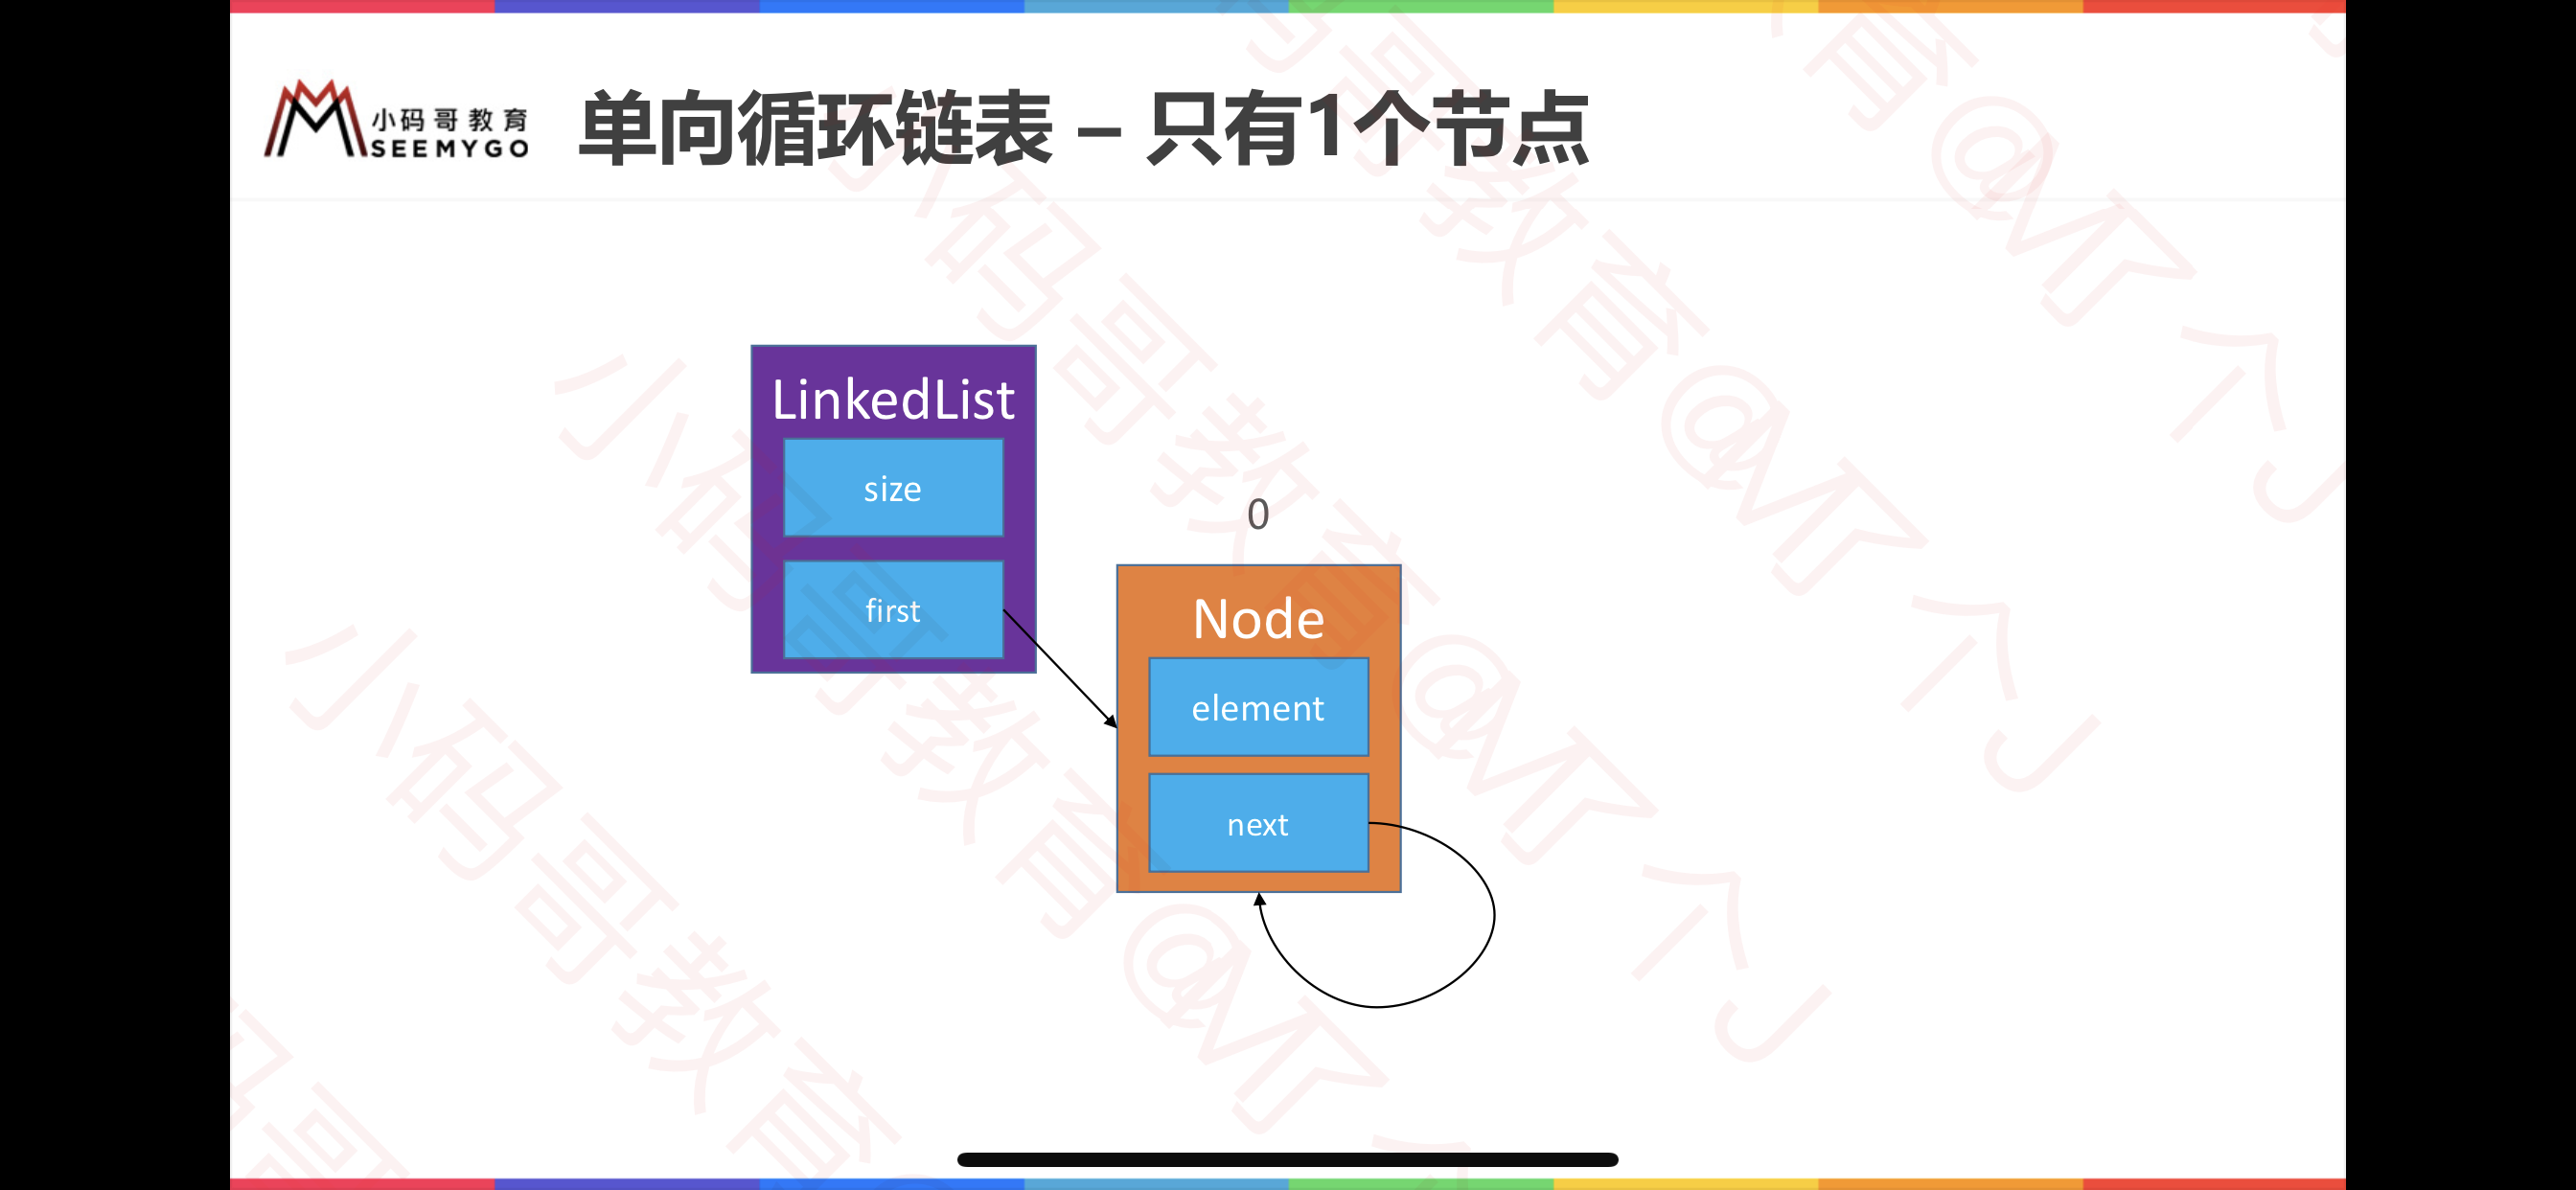 小码哥教育
SEEMYGO
单向循环链表 – 只有1个节点
LinkedList
size
first
0
Node
element
next
小码哥教育@M了个J